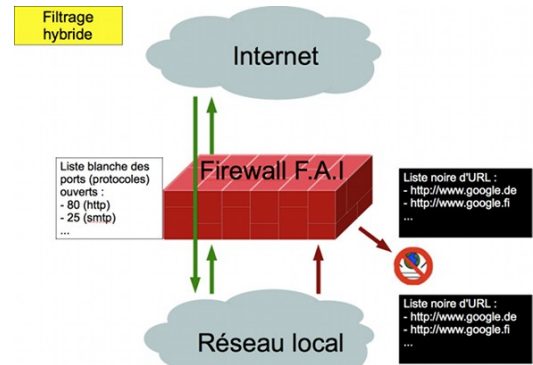 Filtrage
hybride
Internet
Liste blanche des
ports (protocoles)
ouverts :
- 80 (http)
- 25 (smtp)
...
Firewall F.A.I
Liste noire d'URL :
- http://www.google.de
- http://www.google.fi
...
Réseau local
Liste noire d'URL :
- http://www.google.de
- http://www.google.fi
...